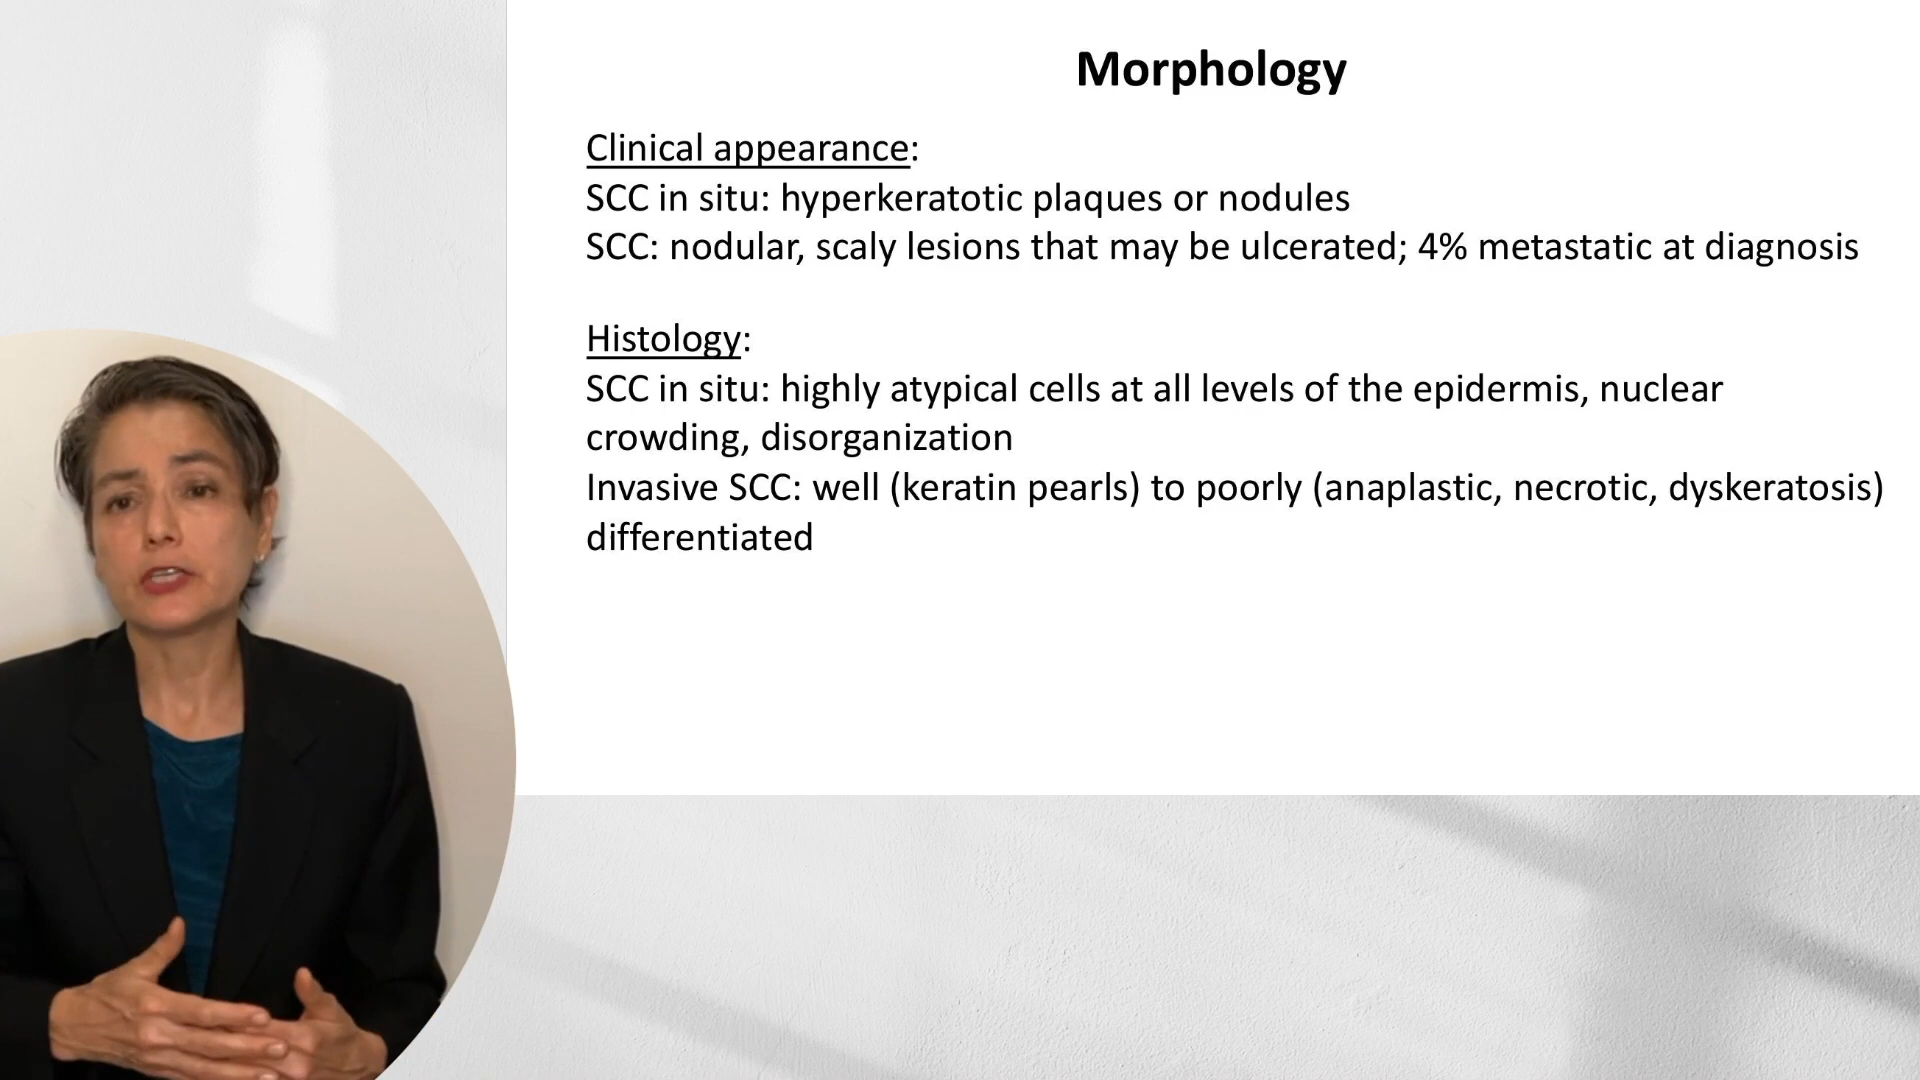 Morphology
Clinical appearance:
SCC in situ: hyperkeratotic plaques or nodules
SCC: nodular, scaly lesions that may be ulcerated; 4% metastatic at diagnosis
Histology:
SCC in situ: highly atypical cells at all levels of the epidermis, nuclear
crowding, disorganization
Invasive SCC: well (keratin pearls) to poorly (anaplastic, necrotic, dyskeratosis)
differentiated